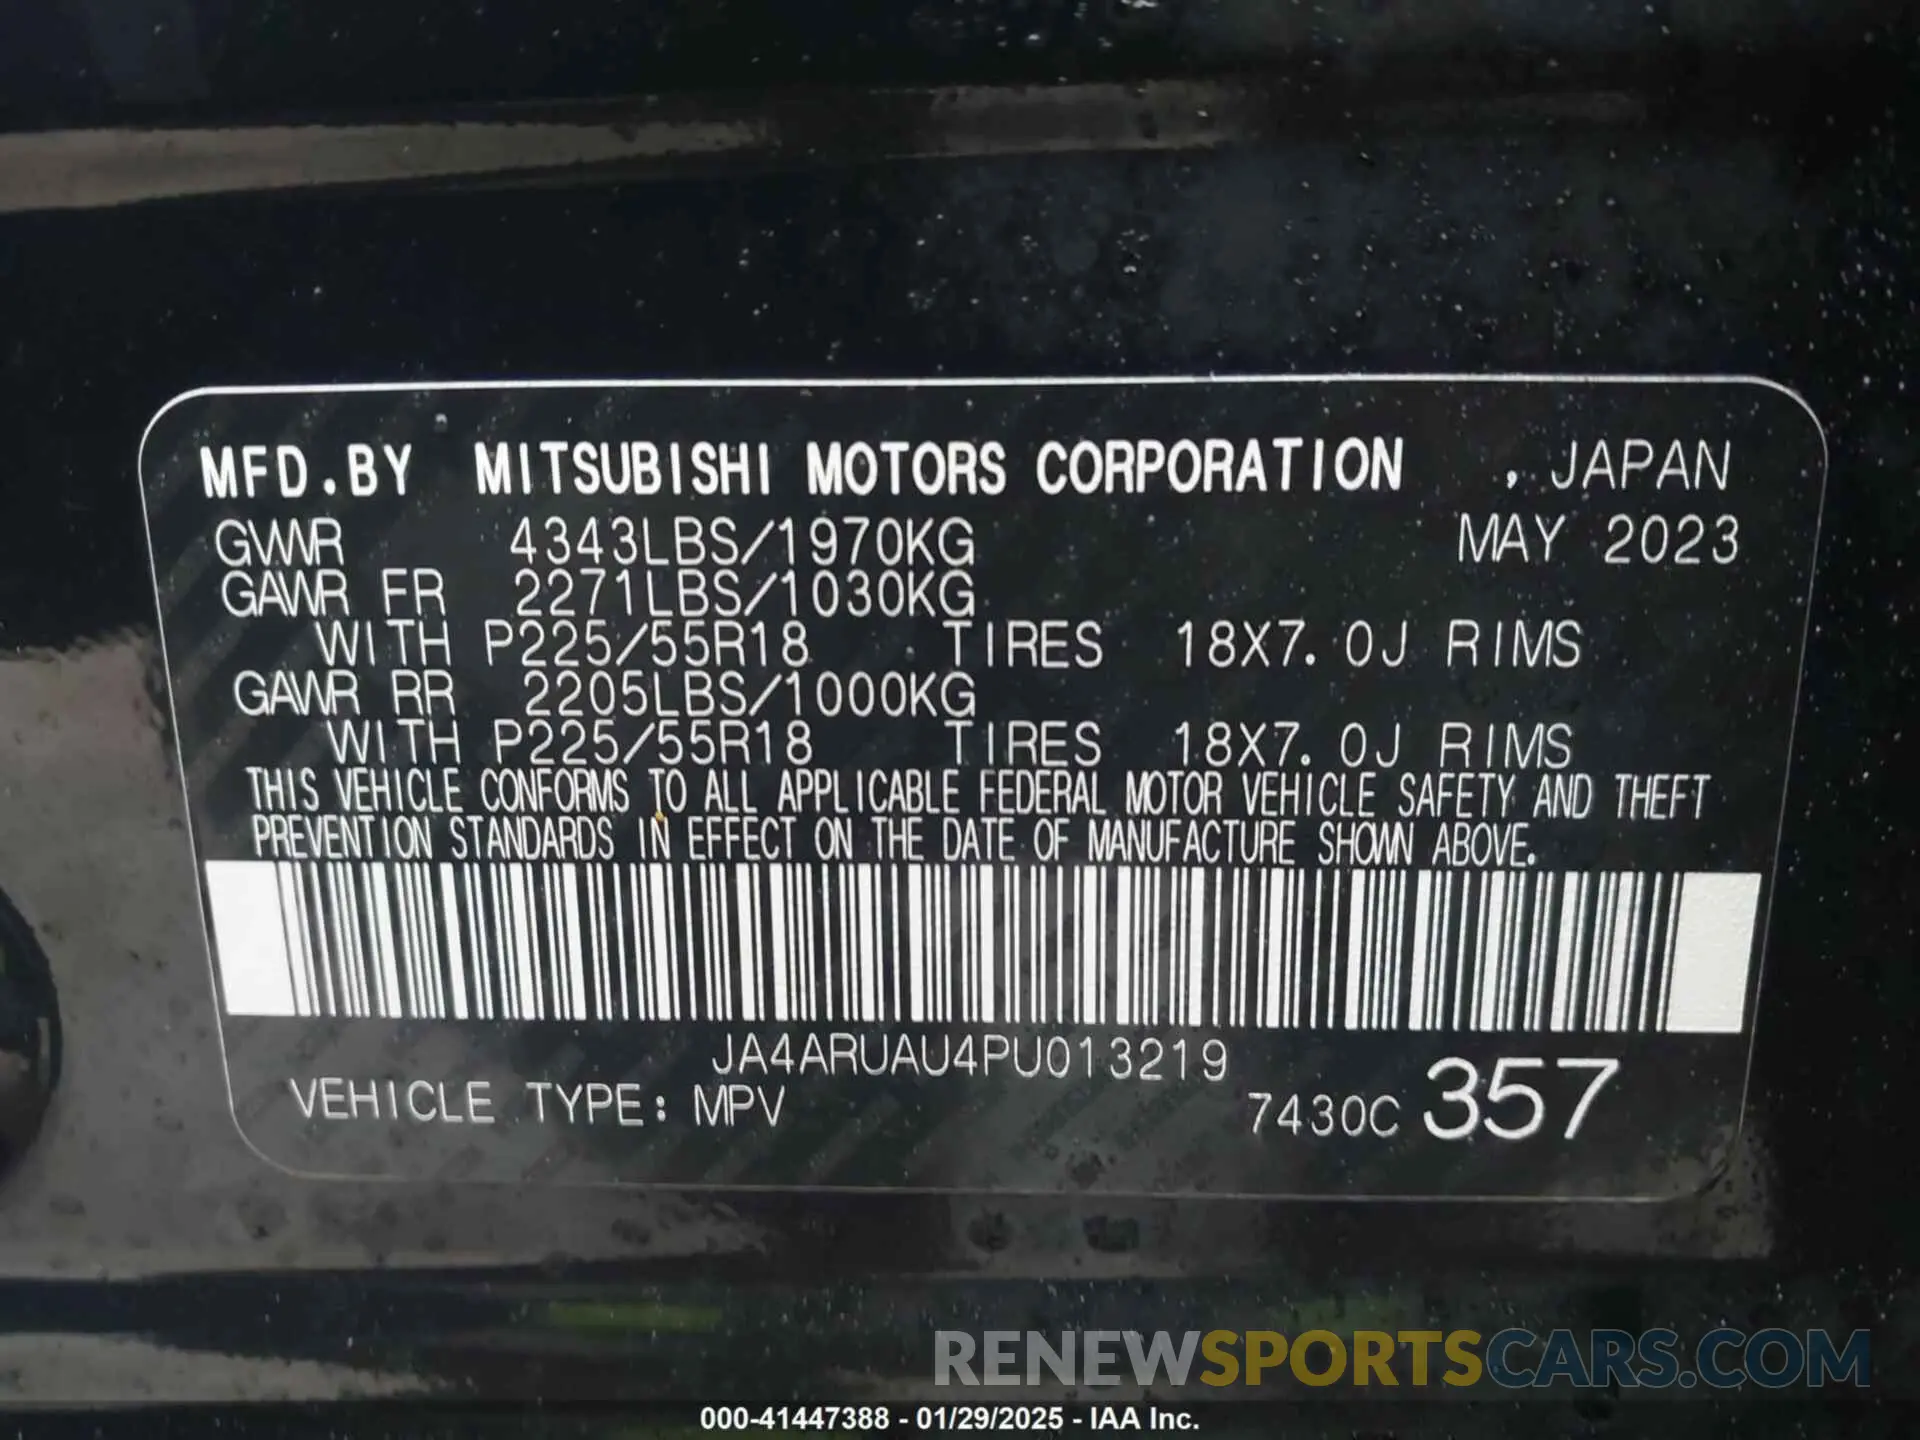 MFD.BY MITSUBISHI MOTORS CORPORATION , JAPAN
GVWR 4343LBS/1970KG MAY 2023
GAWR FR 2271LBS/1030KG
WITH P225/55R18 TIRES 18X7.0J RIMS
GAWR RR 2205LBS/1000KG
WITH P225/55R18 TIRES 18X7.0J RIMS
THIS VEHICLE CONFORMS TO ALL APPLICABLE FEDERAL MOTOR VEHICLE SAFETY AND THEFT
PREVENTION STANDARDS IN EFFECT ON THE DATE OF MANUFACTURE SHOWN ABOVE.
JA4ARUAU4PU013219
VEHICLE TYPE: MPV 7430C 357
RENEWSPORTSCARS.COM
000-41447388 - 01/29/2025 - IAA Inc.